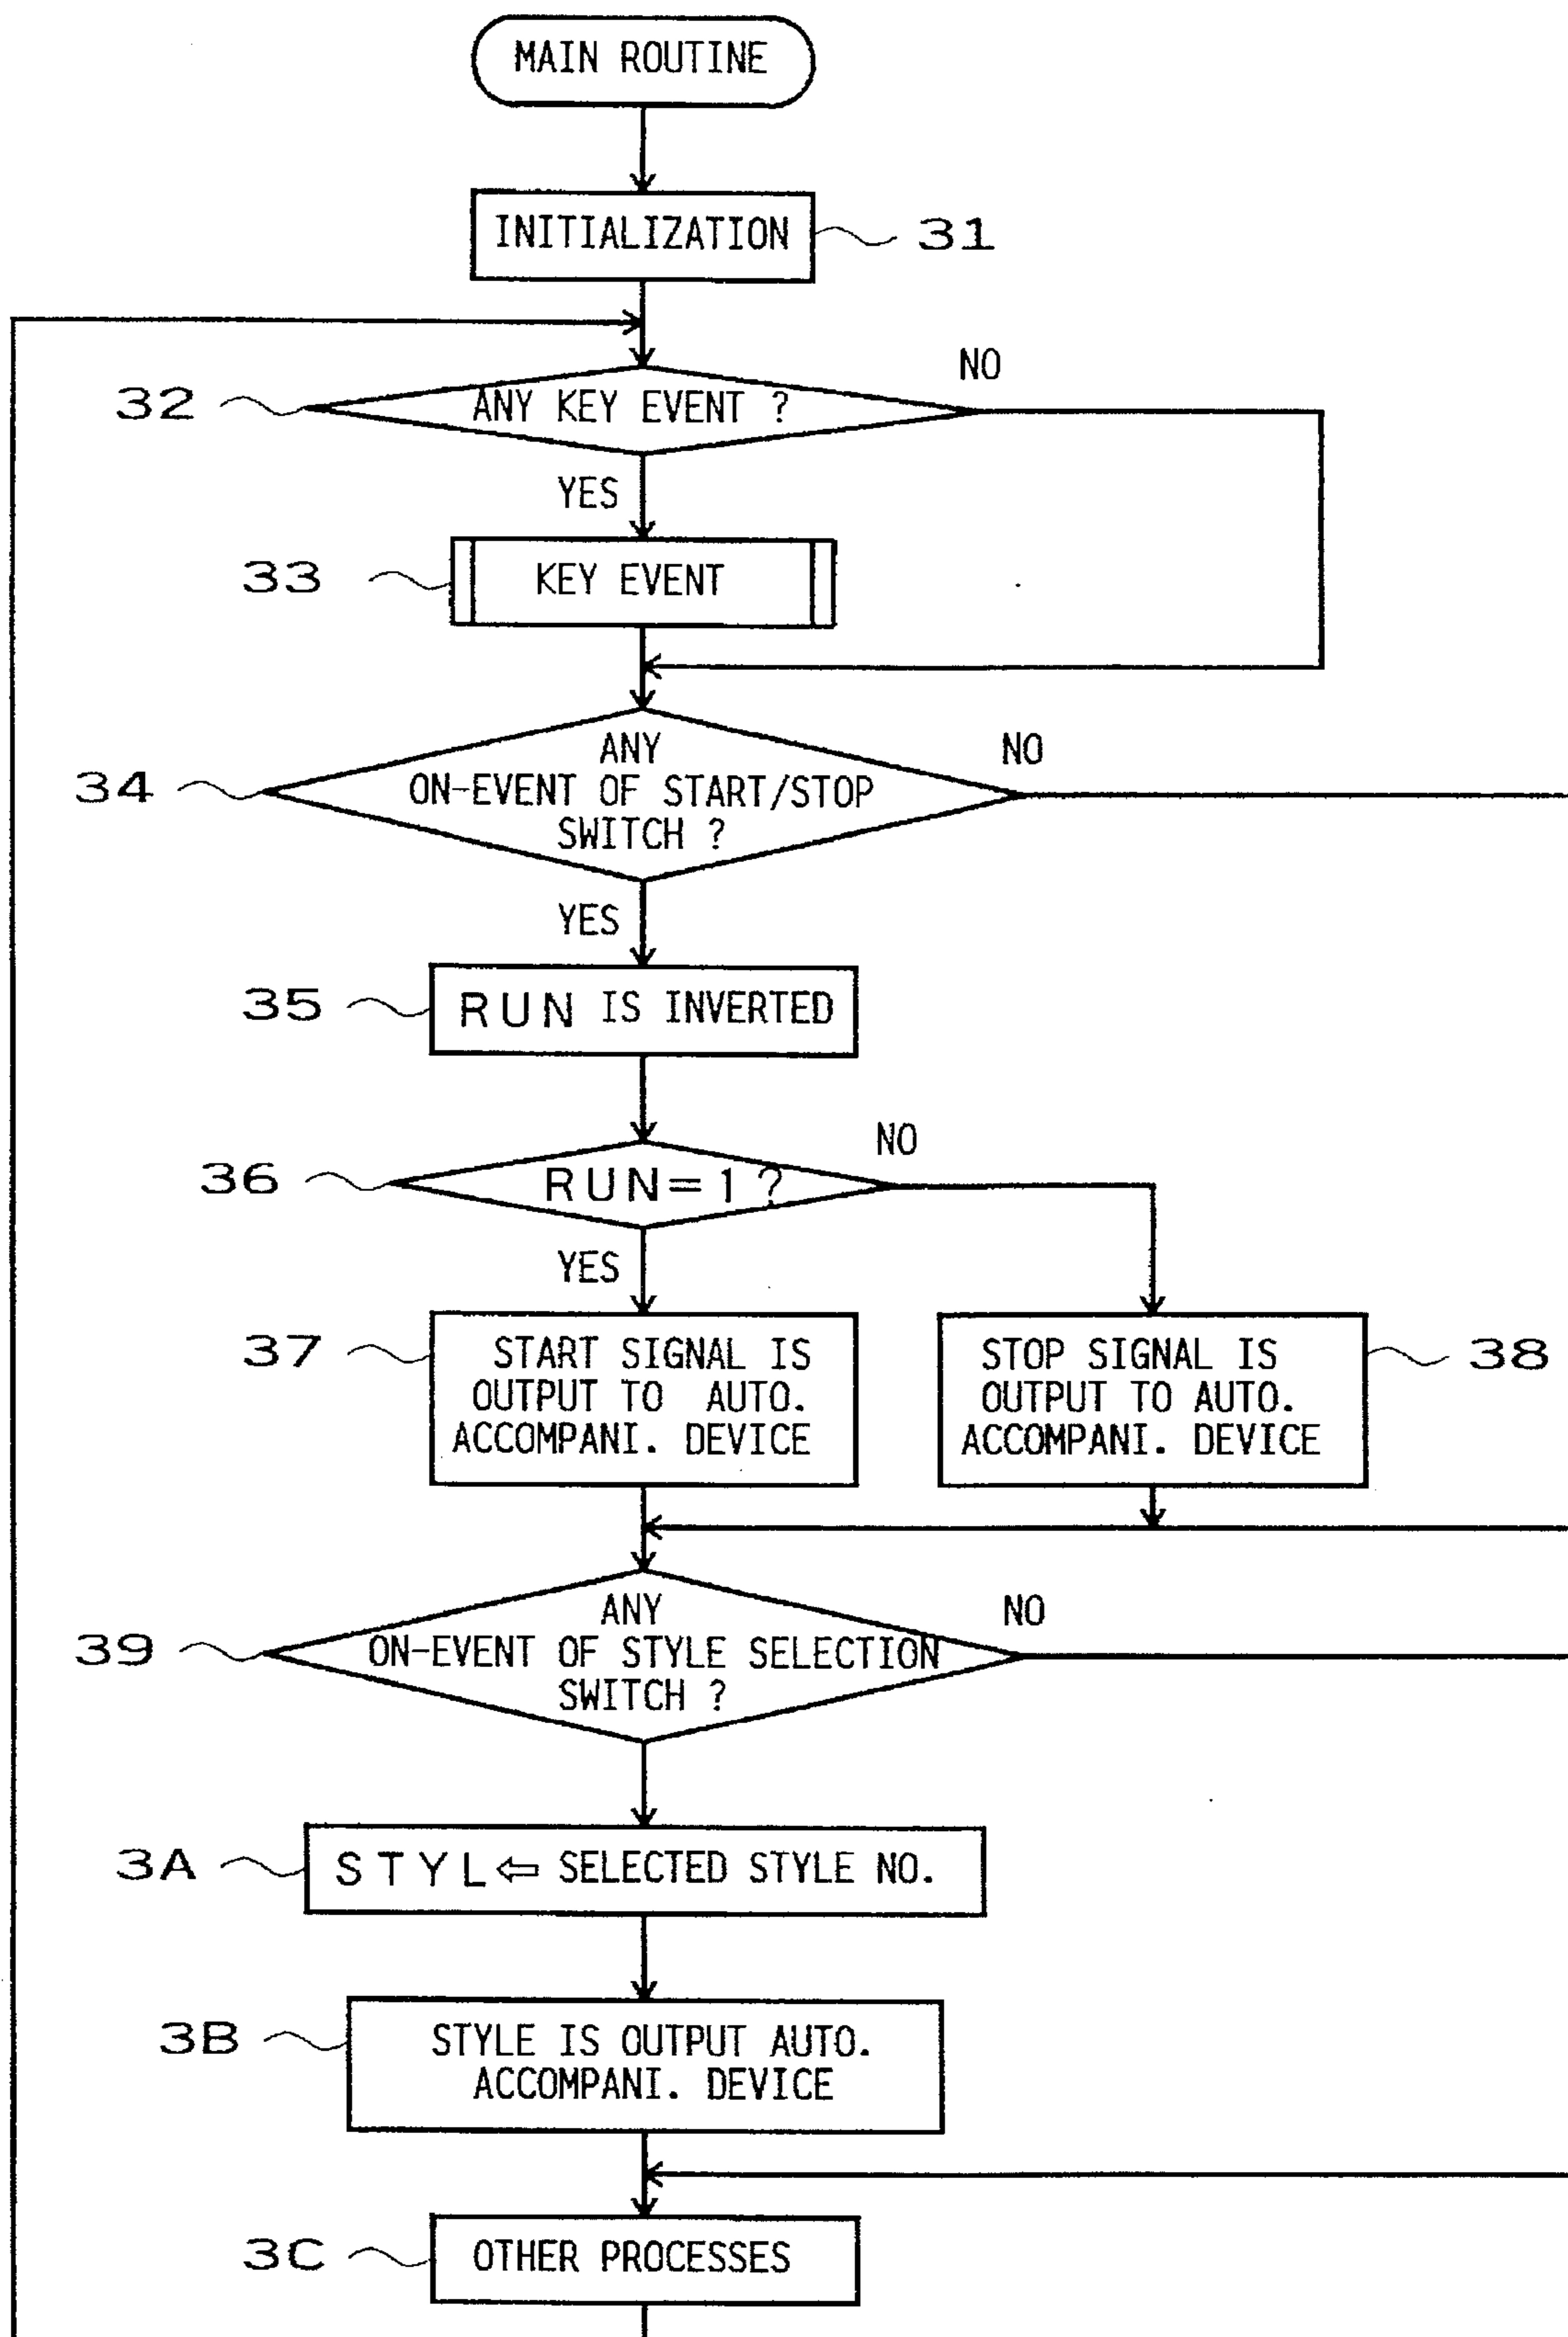 MAIN ROUTINE
INITIALIZATION
31
NO
32
ANY KEY EVENT ?
YES
33
KEY EVENT
ANY
ON-EVENT OF START/STOP
SWITCH ?
NO
34
YES
35
RUN IS INVERTED
NO
36
RUN=1?
YES
37
START SIGNAL IS
OUTPUT TO AUTO.
ACCOMPANI. DEVICE
STOP SIGNAL IS
OUTPUT TO AUTO.
ACCOMPANI. DEVICE
38
ANY
ON-EVENT OF STYLE SELECTION
SWITCH ?
NO
39
3A
STYL⇦ SELECTED STYLE NO.
3B
STYLE IS OUTPUT AUTO.
ACCOMPANI. DEVICE
3C
OTHER PROCESSES